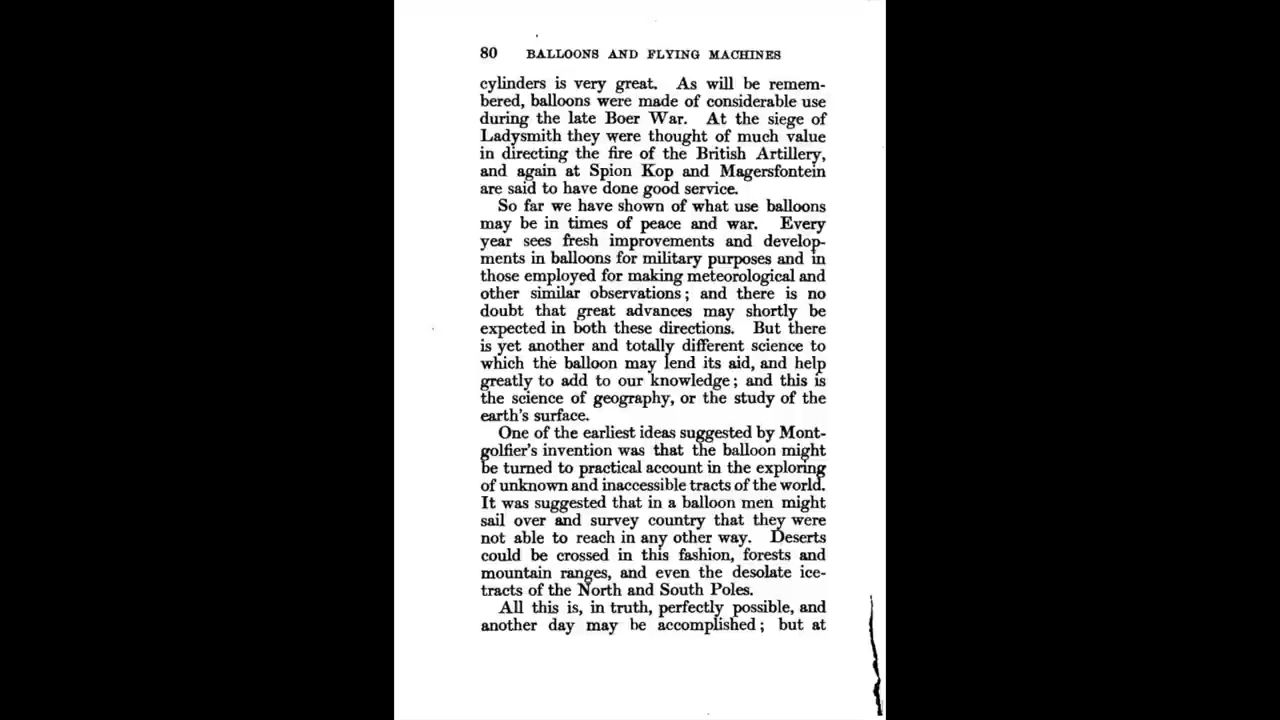 80 BALLOONS AND FLYING MACHINES
cylinders is very great. As will be remem-
bered, balloons were made of considerable use
during the late Boer War. At the siege of
Ladysmith they were thought of much value
in directing the fire of the British Artillery,
and again at Spion Kop and Magersfontein
are said to have done good service.
So far we have shown of what use balloons
may be in times of peace and war. Every
year sees fresh improvements and develop-
ments in balloons for military purposes and in
those employed for making meteorological and
other similar observations; and there is no
doubt that great advances may shortly be
expected in both these directions. But there
is yet another and totally different science to
which the balloon may lend its aid, and help
greatly to add to our knowledge; and this is
the science of geography, or the study of the
earth's surface.
One of the earliest ideas suggested by Mont-
golfier's invention was that the balloon might
be turned to practical account in the exploring
of unknown and inaccessible tracts of the world.
It was suggested that in a balloon men might
sail over and survey country that they were
not able to reach in any other way. Deserts
could be crossed in this fashion, forests and
mountain ranges, and even the desolate ice-
tracts of the North and South Poles.
All this is, in truth, perfectly possible, and
another day may be accomplished; but at